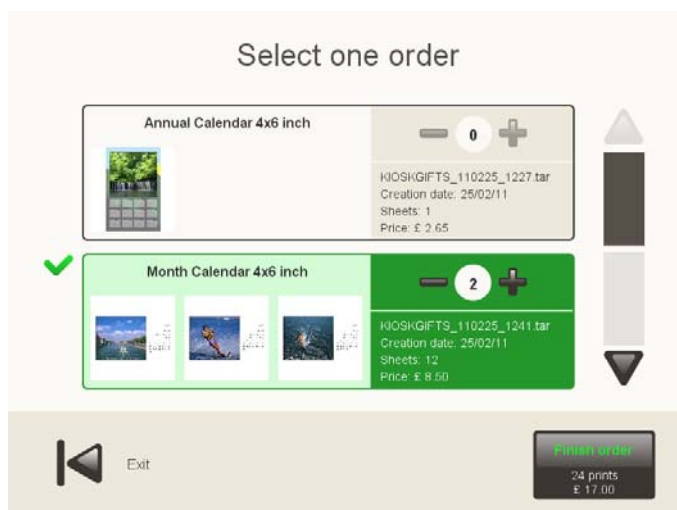 Select one order
Annual Calendar 4x6 inch
0
KIOSKGIFTS_110225_1227.tar
Creation date: 25/02/11
Sheets: 1
Price: £ 2.65
Month Calendar 4x6 inch
2
KIOSKGIFTS_110225_1241.tar
Creation date: 25/02/11
Sheets: 12
Price: £ 8.50
Exit
Finish order
24 prints
£ 17.00